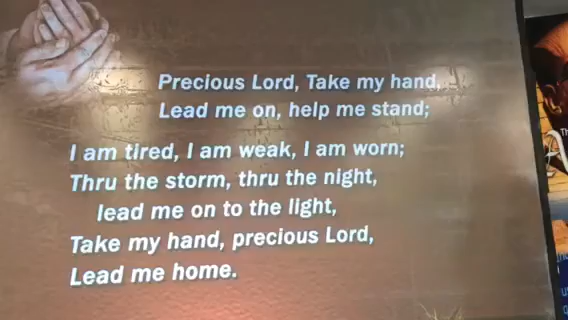 Precious Lord, Take my hand,
Lead me on, help me stand;
I am tired, I am weak, I am worn;
Thru the storm, thru the night,
lead me on to the light,
Take my hand, precious Lord,
Lead me home.